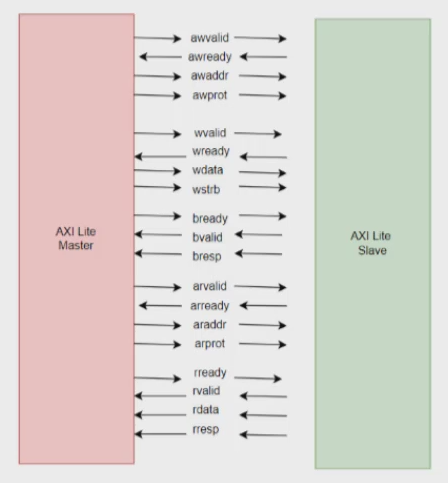 awvalid
awready
awaddr
awprot
wvalid
wready
wdata
wstrb
AXI Lite
Master
bready
bvalid
bresp
AXI Lite
Slave
arvalid
arready
araddr
arprot
rready
rvalid
rdata
rresp